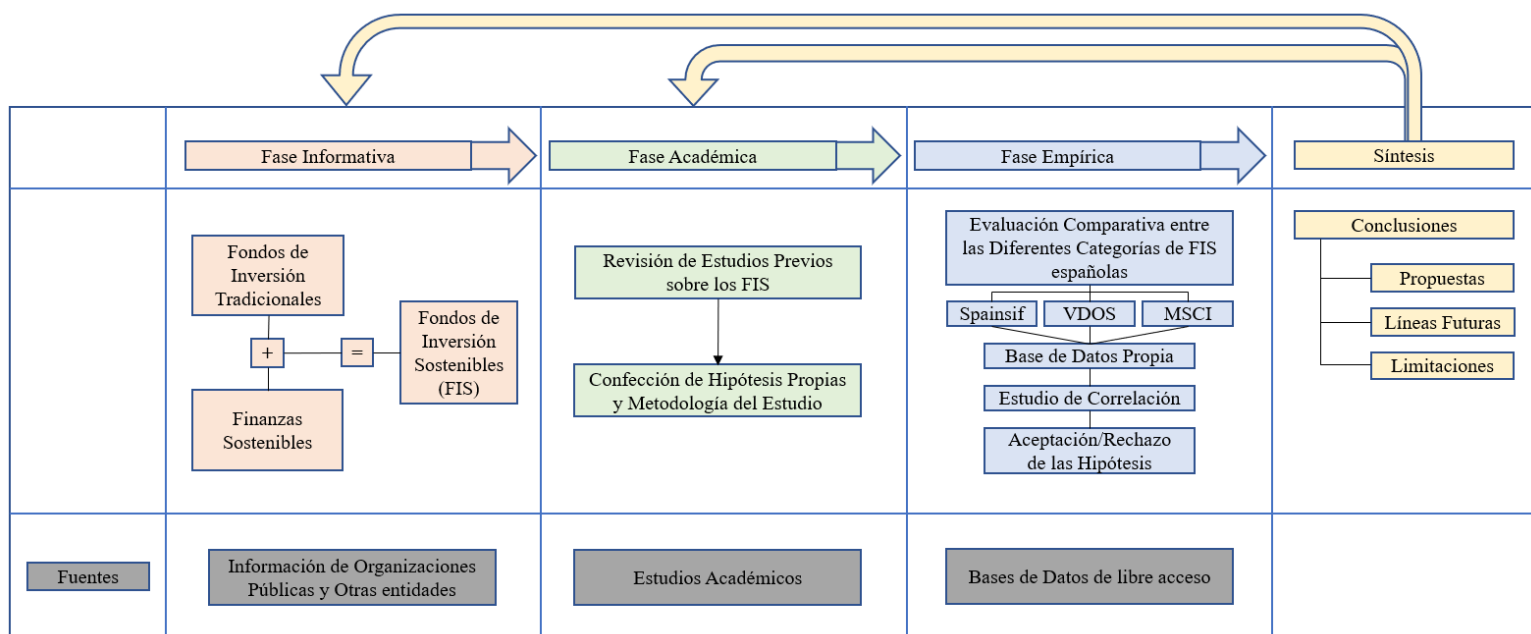 Fase Informativa
Fase Académica
Fase Empírica
Síntesis
Fondos de
Inversión
Tradicionales
+
=
Fondos de
Inversión
Sostenibles
(FIS)
Finanzas
Sostenibles
Revisión de Estudios Previos
sobre los FIS
Confección de Hipótesis Propias
y Metodología del Estudio
Evaluación Comparativa entre
las Diferentes Categorías de FIS
españolas
Spainsif
VDOS
MSCI
Base de Datos Propia
Estudio de Correlación
Aceptación/Rechazo
de las Hipótesis
Conclusiones
Propuestas
Líneas Futuras
Limitaciones
Fuentes
Información de Organizaciones
Públicas y Otras entidades
Estudios Académicos
Bases de Datos de libre acceso